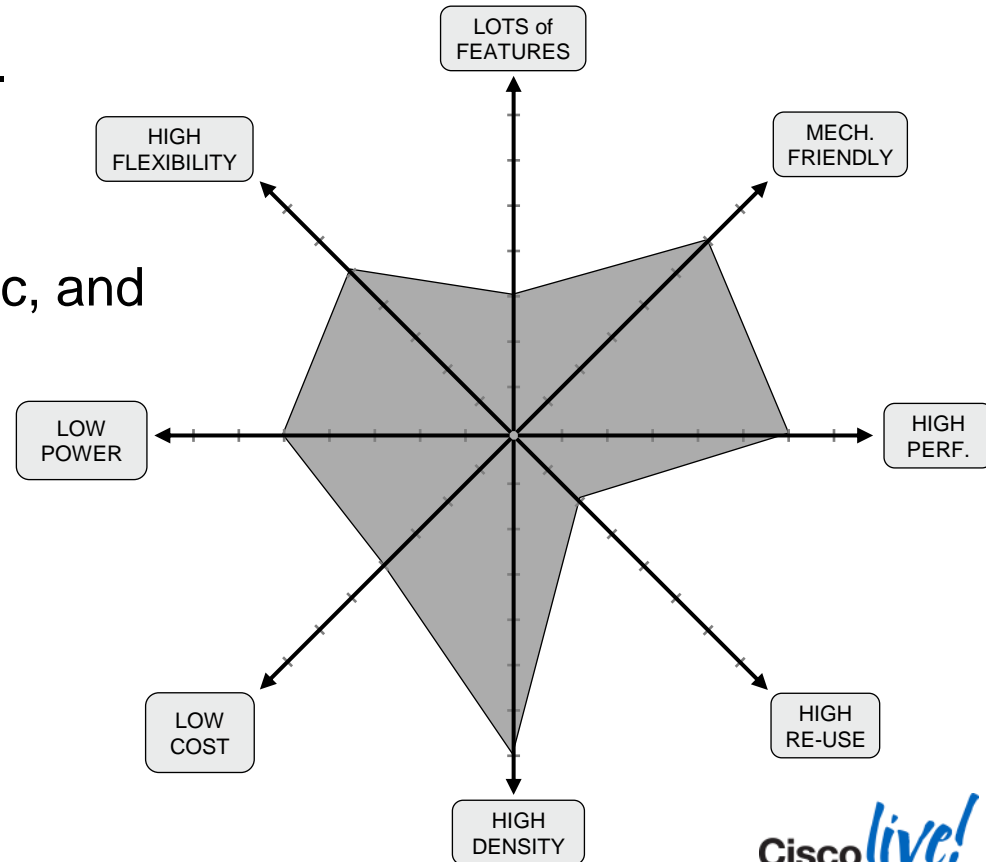 LOTS of
FEATURES
.
HIGH
FLEXIBILITY
MECH.
FRIENDLY
c, and
LOW
POWER
HIGH
PERF.
LOW
COST
HIGH
RE-USE
HIGH
DENSITY
Cisco live!